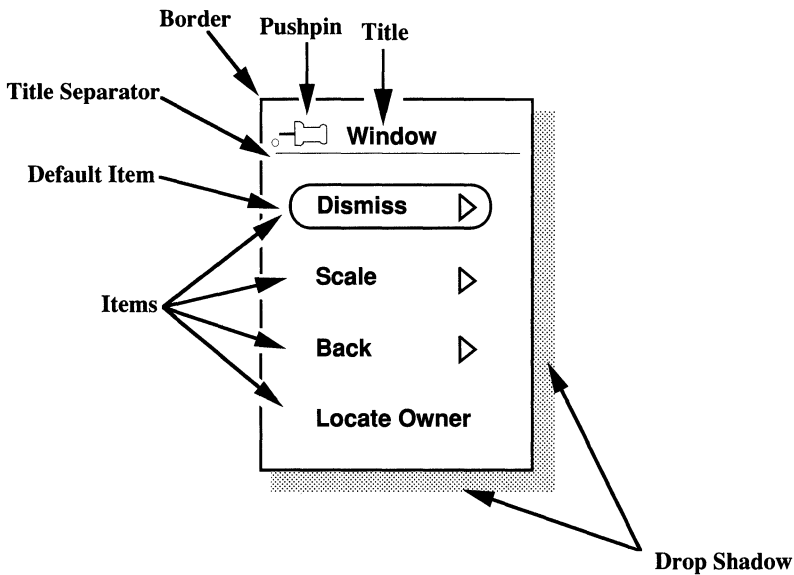 Border
Pushpin
Title
Title Separator
Window
Default Item
Dismiss
Scale
Items
Back
Locate Owner
Drop Shadow